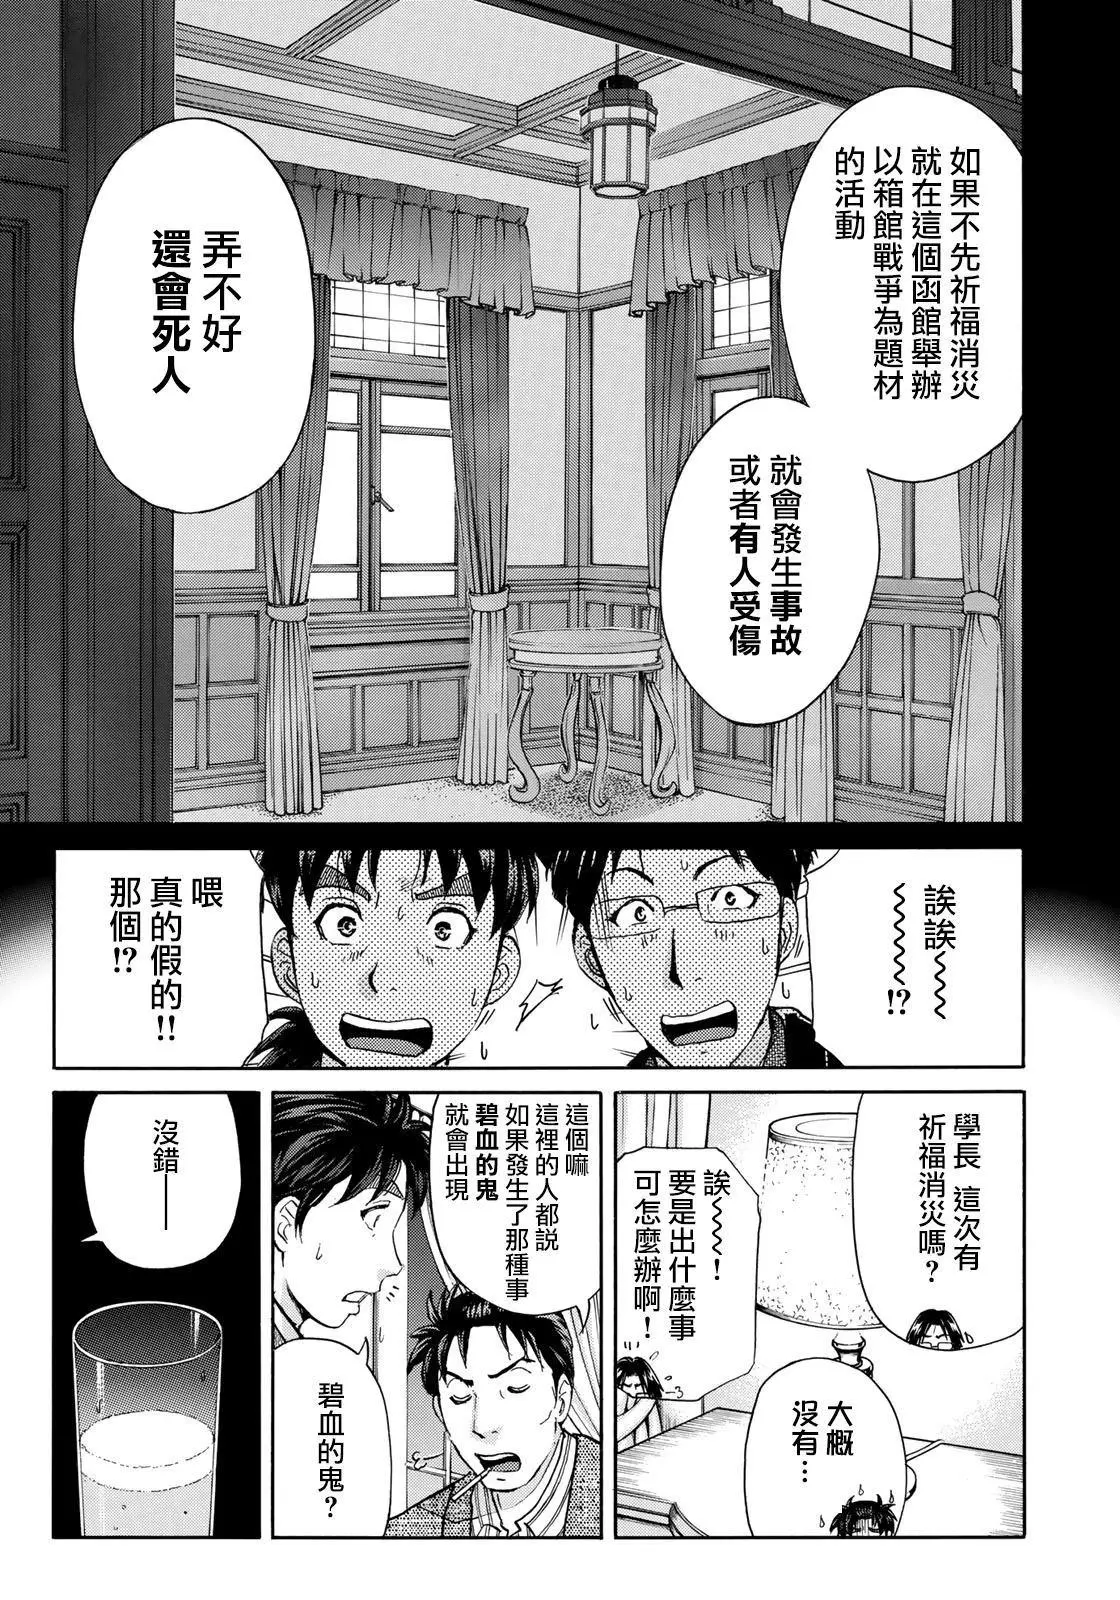 如果不先祈福消災
就在這個函館舉辦
以箱館戰爭為題材
的活動
就會發生事故
或者有人受傷
弄不好
還會死人
誒誒~~~~
~~~~!?
喂
真的假的!!
那個!?
學長 這次有
祈福消災嗎?
大概
沒有…
誒~~~!
要是出什麼事
可怎麼辦啊!
這個嘛
這裡的人都說
如果發生了那種事
碧血的鬼
就會出現
碧血的鬼?
沒錯——